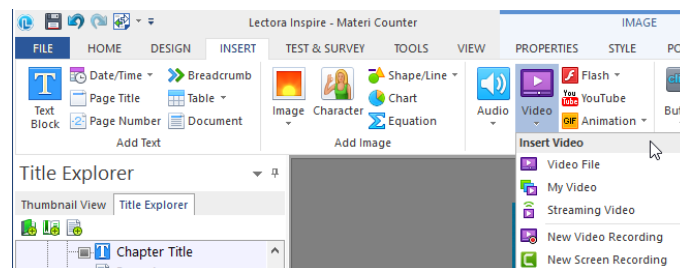 Lectora Inspire - Materi Counter IMAGE
FILE HOME DESIGN INSERT TEST & SURVEY TOOLS VIEW PROPERTIES STYLE
Text Block
Date/Time
Page Title
Page Number
Breadcrumb
Table
Document
Add Text
Image
Character
Shape/Line
Chart
Equation
Add Image
Audio
Video
Flash
You Tube YouTube
GIF Animation
Insert Video
Video File
My Video
Streaming Video
New Video Recording
New Screen Recording
Title Explorer
Thumbnail View Title Explorer
Chapter Title